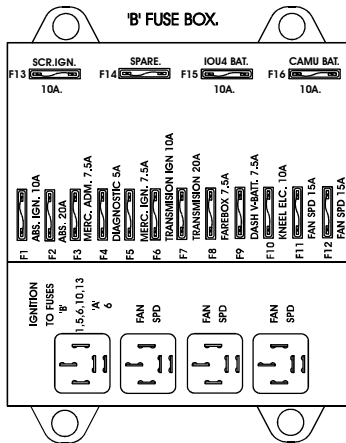 'B' FUSE BOX.
F13
SCR.IGN.
10A.
F14
SPARE.
F15
IOU4 BAT.
10A.
F16
CAMU BAT.
10A.
F1
ABS. IGN. 10A
F2
ABS. 20A
F3
MERC. ADM. 7.5A
F4
DIAGNOSTIC 5A
F5
MERC. IGN. 7.5A
F6
TRANSMISION IGN 10A
F7
TRANSMISION 20A
F8
FAREBOX 7.5A
F9
DASH V-BATT. 7.5A
F10
KNEEL ELC. 10A
F11
FAN SPD 15A
F12
FAN SPD 15A
IGNITION
TO FUSES
'B'
1,5,6,10,13
'A'
6
FAN
SPD
FAN
SPD
FAN
SPD